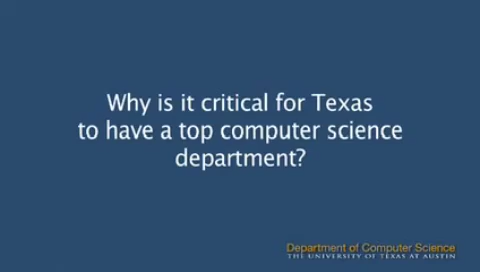 Why is it critical for Texas
to have a top computer science
department?
Department of Computer Science
THE UNIVERSITY OF TEXAS AT AUSTIN